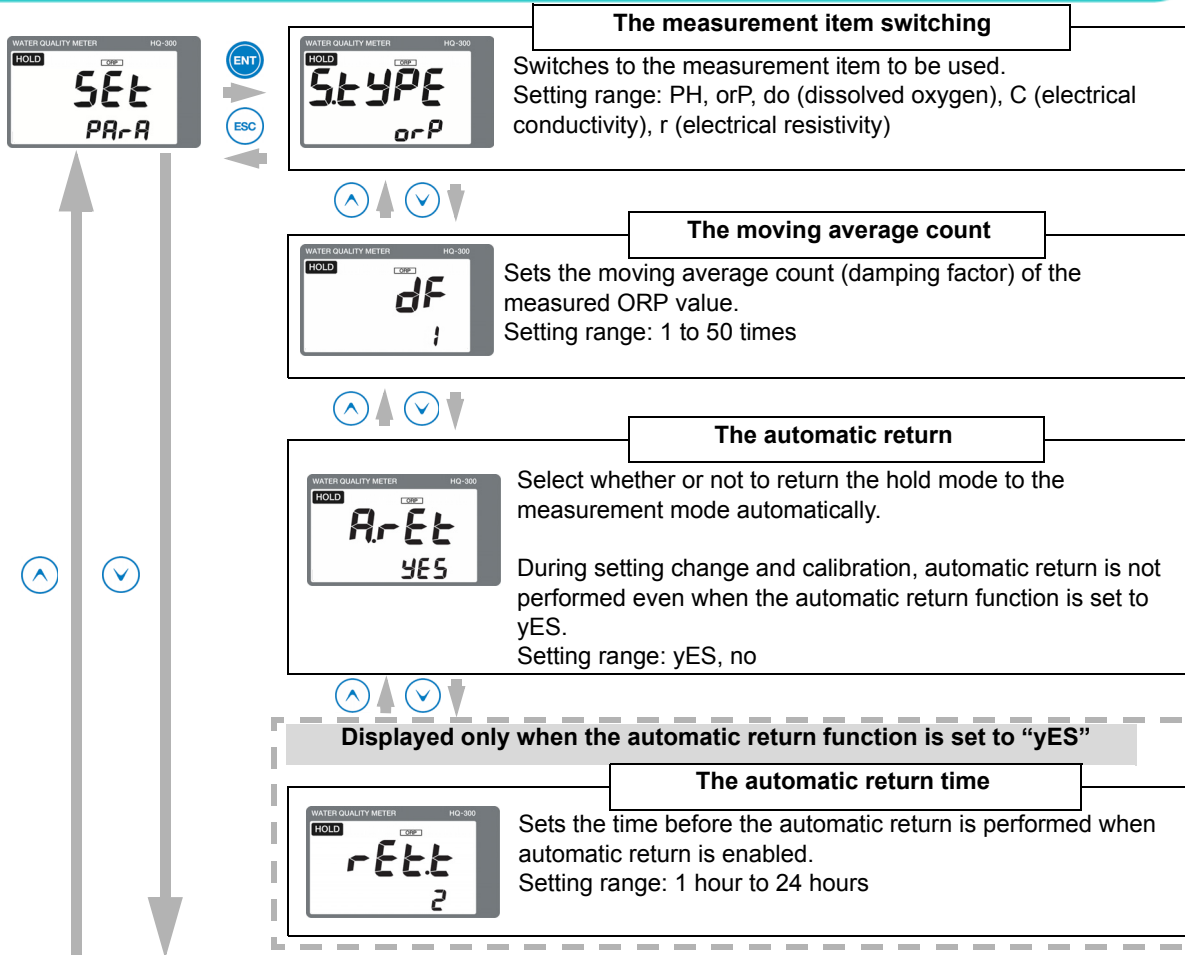 WATER QUALITY METER HQ-300
HOLD
ORP
SEt
PArA
ENT
ESC
The measurement item switching
WATER QUALITY METER HQ-300
HOLD
ORP
S.tyPE
orP
Switches to the measurement item to be used.
Setting range: PH, orP, do (dissolved oxygen), C (electrical
conductivity), r (electrical resistivity)
The moving average count
WATER QUALITY METER HQ-300
HOLD
ORP
dF
1
Sets the moving average count (damping factor) of the
measured ORP value.
Setting range: 1 to 50 times
The automatic return
WATER QUALITY METER HQ-300
HOLD
ORP
A.rEt
yES
Select whether or not to return the hold mode to the
measurement mode automatically.
During setting change and calibration, automatic return is not
performed even when the automatic return function is set to
yES.
Setting range: yES, no
Displayed only when the automatic return function is set to “yES”
The automatic return time
WATER QUALITY METER HQ-300
HOLD
ORP
rEt.t
2
Sets the time before the automatic return is performed when
automatic return is enabled.
Setting range: 1 hour to 24 hours